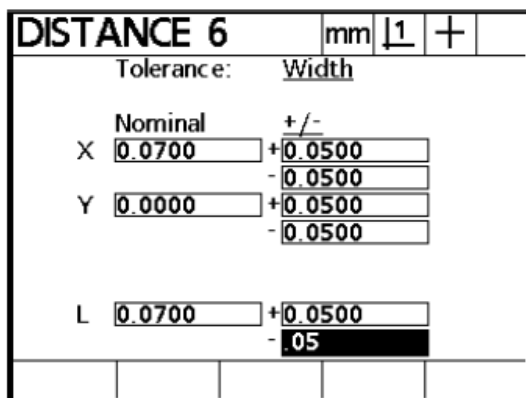 DISTANCE 6 mm 1
Tolerance: Width
Nominal +/-
X 0.0700 +0.0500
-0.0500
Y 0.0000 +0.0500
-0.0500
L 0.0700 +0.0500
- .05